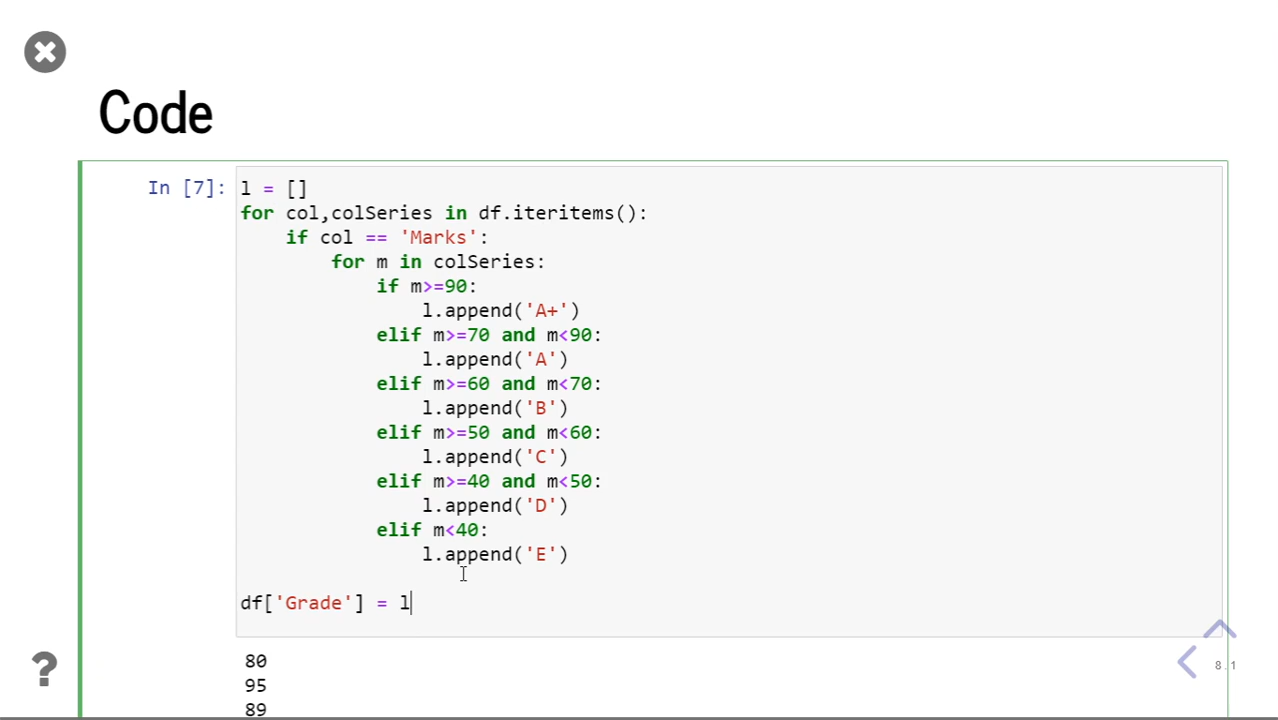 Code
In [7]: l = []
for col,colSeries in df.iteritems():
    if col == 'Marks':
        for m in colSeries:
            if m>=90:
                l.append('A+')
            elif m>=70 and m<90:
                l.append('A')
            elif m>=60 and m<70:
                l.append('B')
            elif m>=50 and m<60:
                l.append('C')
            elif m>=40 and m<50:
                l.append('D')
            elif m<40:
                l.append('E')
df['Grade'] = l
80
95
89
?
8.1